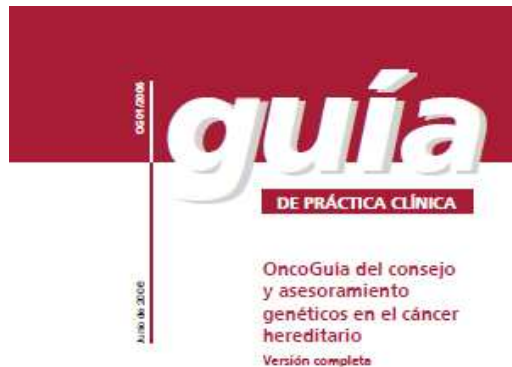 OG01/2006
guía
DE PRÁCTICA CLÍNICA
OncoGuía del consejo
y asesoramiento
genéticos en el cáncer
hereditario
Versión completa
Junio de 2006